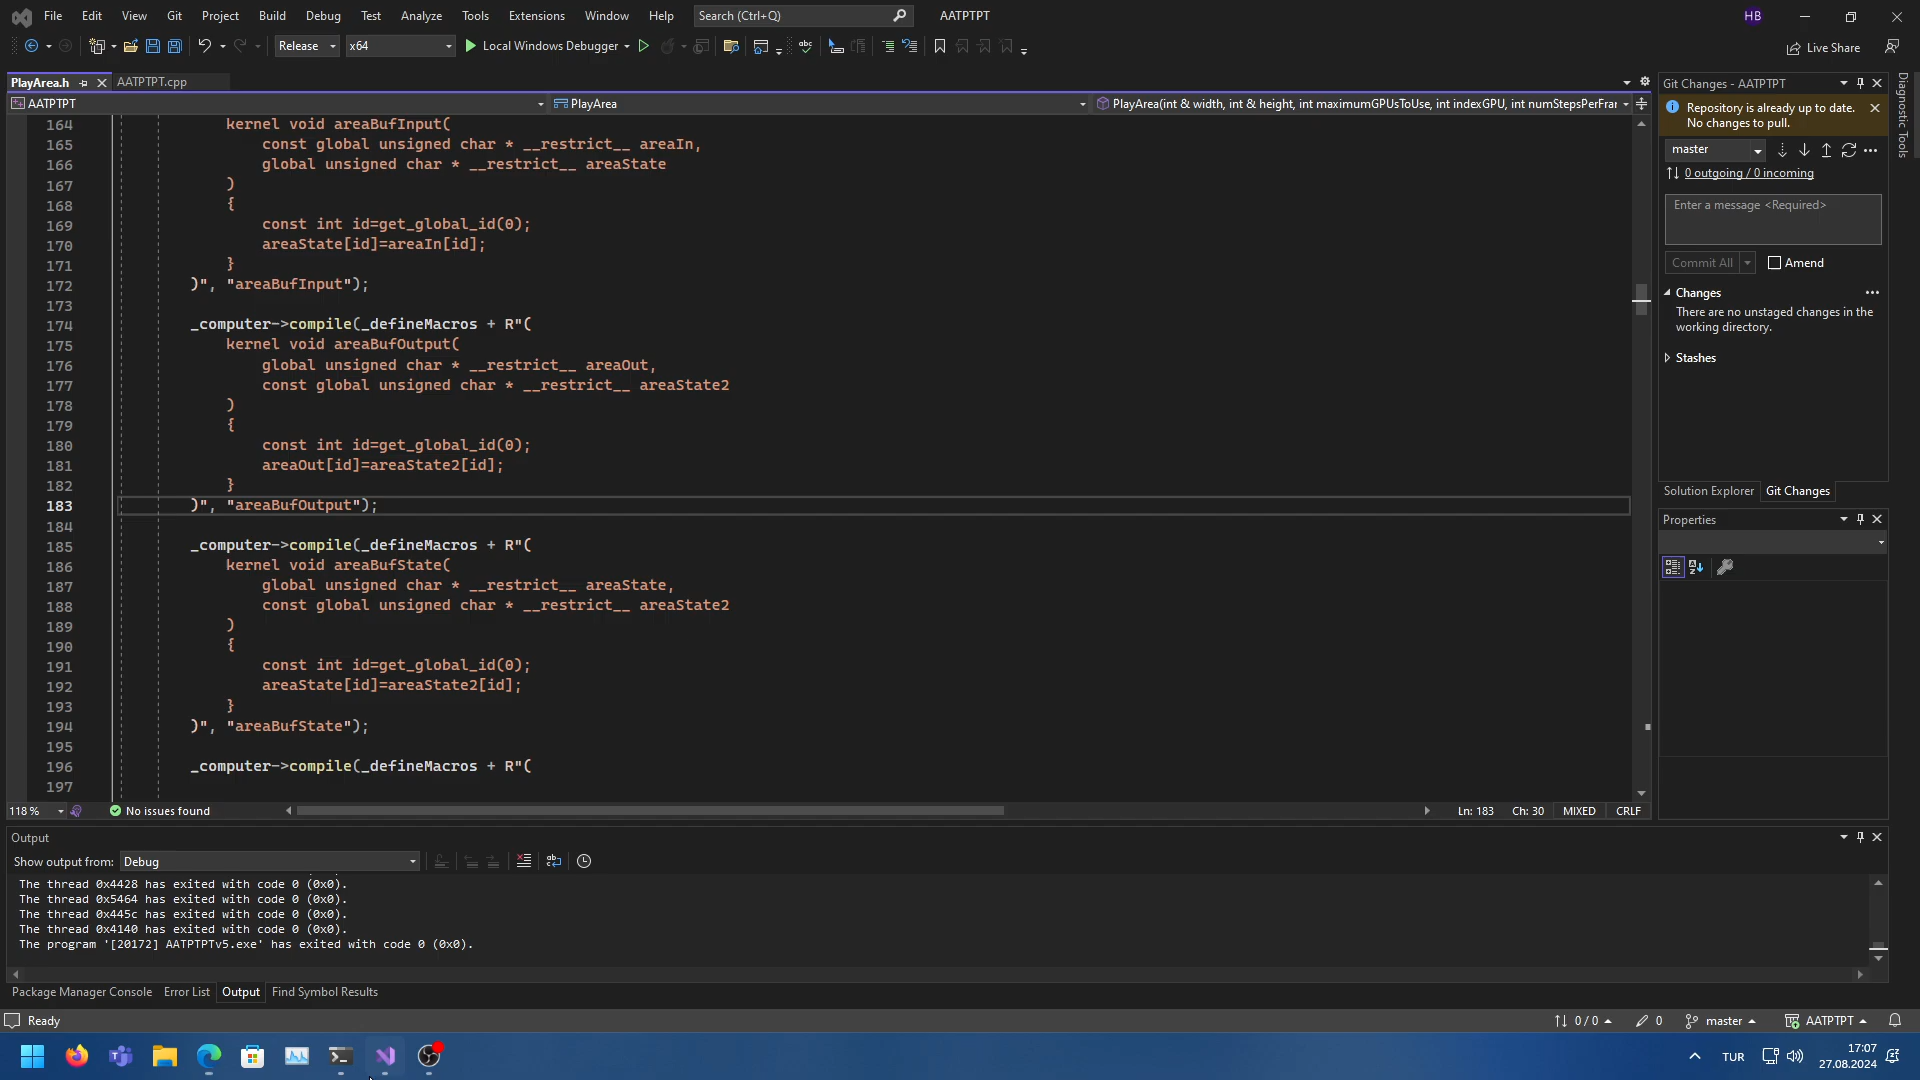 File Edit View Git Project Build Debug Test Analyze Tools Extensions Window Help Search (Ctrl+Q) AATPTPT HB
Release x64 Local Windows Debugger Live Share
PlayArea.h AATPTPT.cpp
AATPTPT PlayArea PlayArea(int & width, int & height, int maximumGPUsToUse, int indexGPU, int numStepsPerFrar
164 kernel void areaBufInput(
165 const global unsigned char * __restrict__ areaIn,
166 global unsigned char * __restrict__ areaState
167 )
168 {
169 const int id=get_global_id(0);
170 areaState[id]=areaIn[id];
171 }
172 )", "areaBufInput");
173
174 _computer->compile(_defineMacros + R"(
175 kernel void areaBufOutput(
176 global unsigned char * __restrict__ areaOut,
177 const global unsigned char * __restrict__ areaState2
178 )
179 {
180 const int id=get_global_id(0);
181 areaOut[id]=areaState2[id];
182 }
183 )", "areaBufOutput");
184
185 _computer->compile(_defineMacros + R"(
186 kernel void areaBufState(
187 global unsigned char * __restrict__ areaState,
188 const global unsigned char * __restrict__ areaState2
189 )
190 {
191 const int id=get_global_id(0);
192 areaState[id]=areaState2[id];
193 }
194 )", "areaBufState");
195
196 _computer->compile(_defineMacros + R"(
197
118 % No issues found Ln: 183 Ch: 30 MIXED CRLF
Git Changes - AATPTPT
Repository is already up to date.
No changes to pull.
master
0 outgoing / 0 incoming
Enter a message <Required>
Commit All Amend
Changes
There are no unstaged changes in the
working directory.
Stashes
Solution Explorer Git Changes
Properties
Diagnostic Tools
Output
Show output from: Debug
The thread 0x4428 has exited with code 0 (0x0).
The thread 0x5464 has exited with code 0 (0x0).
The thread 0x445c has exited with code 0 (0x0).
The thread 0x4140 has exited with code 0 (0x0).
The program '[20172] AATPTPTv5.exe' has exited with code 0 (0x0).
Package Manager Console Error List Output Find Symbol Results
Ready 0 / 0 0 master AATPTPT
TUR 17:07
27.08.2024